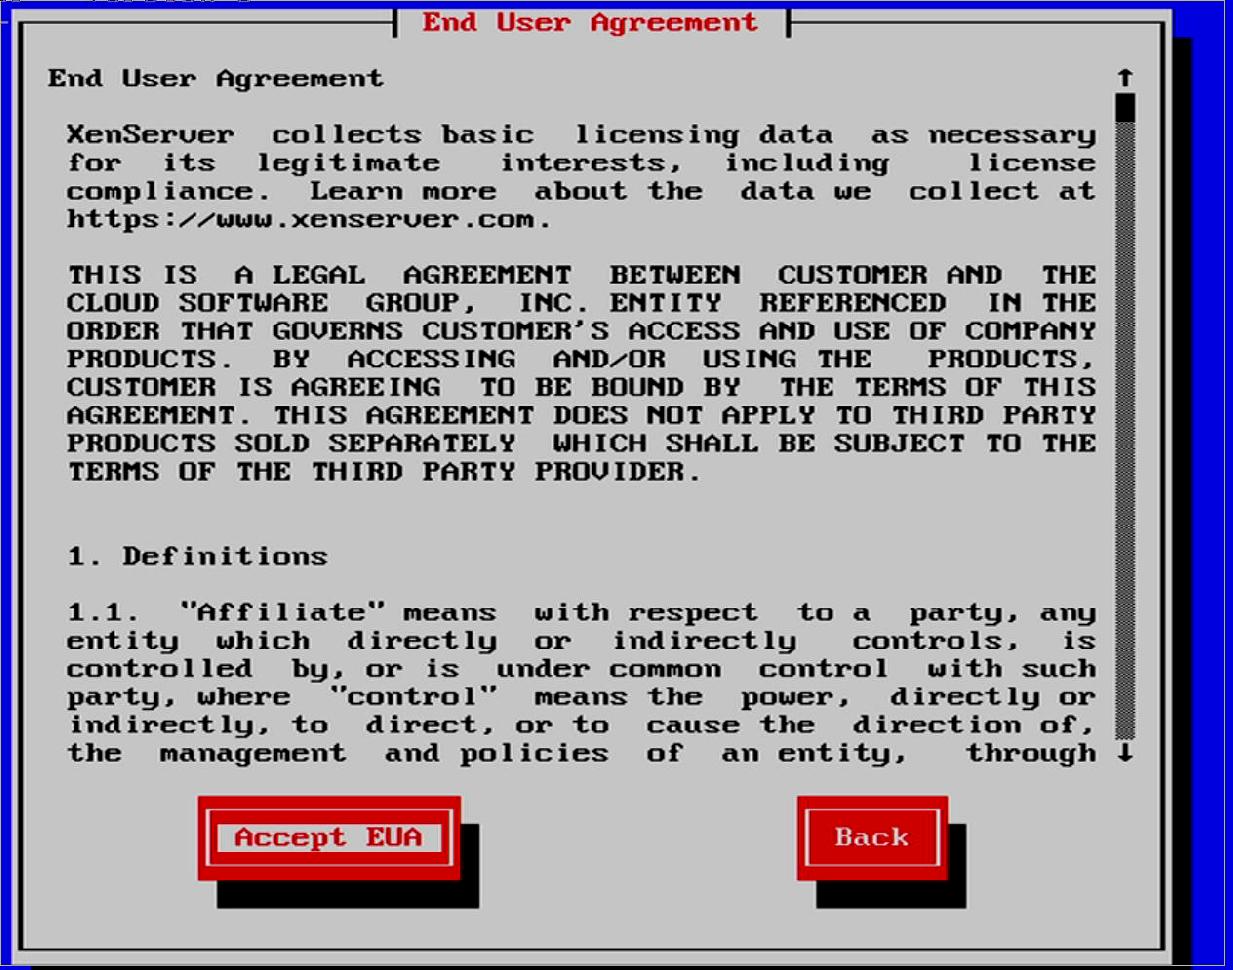 End User Agreement
End User Agreement
XenServer collects basic licensing data as necessary
for its legitimate interests, including license
compliance. Learn more about the data we collect at
https://www.xenserver.com.
THIS IS A LEGAL AGREEMENT BETWEEN CUSTOMER AND THE
CLOUD SOFTWARE GROUP, INC. ENTITY REFERENCED IN THE
ORDER THAT GOVERNS CUSTOMER'S ACCESS AND USE OF COMPANY
PRODUCTS. BY ACCESSING AND/OR USING THE PRODUCTS,
CUSTOMER IS AGREEING TO BE BOUND BY THE TERMS OF THIS
AGREEMENT. THIS AGREEMENT DOES NOT APPLY TO THIRD PARTY
PRODUCTS SOLD SEPARATELY WHICH SHALL BE SUBJECT TO THE
TERMS OF THE THIRD PARTY PROVIDER.
1. Definitions
1.1. "Affiliate" means with respect to a party, any
entity which directly or indirectly controls, is
controlled by, or is under common control with such
party, where "control" means the power, directly or
indirectly, to direct, or to cause the direction of,
the management and policies of an entity, through
Accept EUA
Back